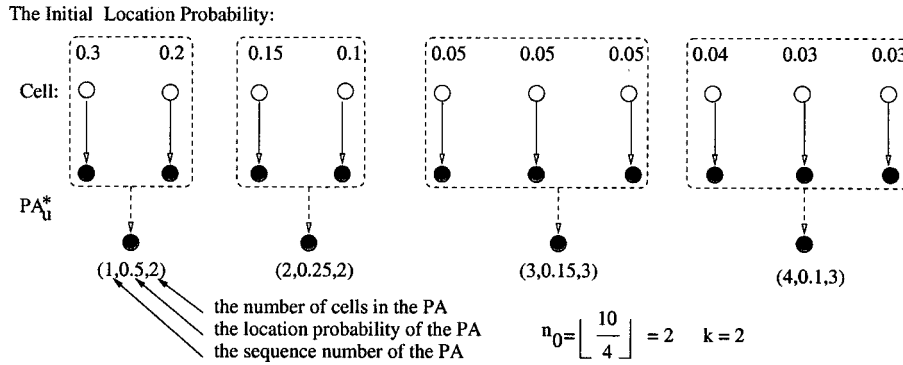 The Initial Location Probability:
0.3 0.2 0.15 0.1 0.05 0.05 0.05 0.04 0.03 0.03
Cell:
PA*u
(1,0.5,2) (2,0.25,2) (3,0.15,3) (4,0.1,3)
the number of cells in the PA
the location probability of the PA
the sequence number of the PA
n0=⌊10/4⌋ = 2 k = 2